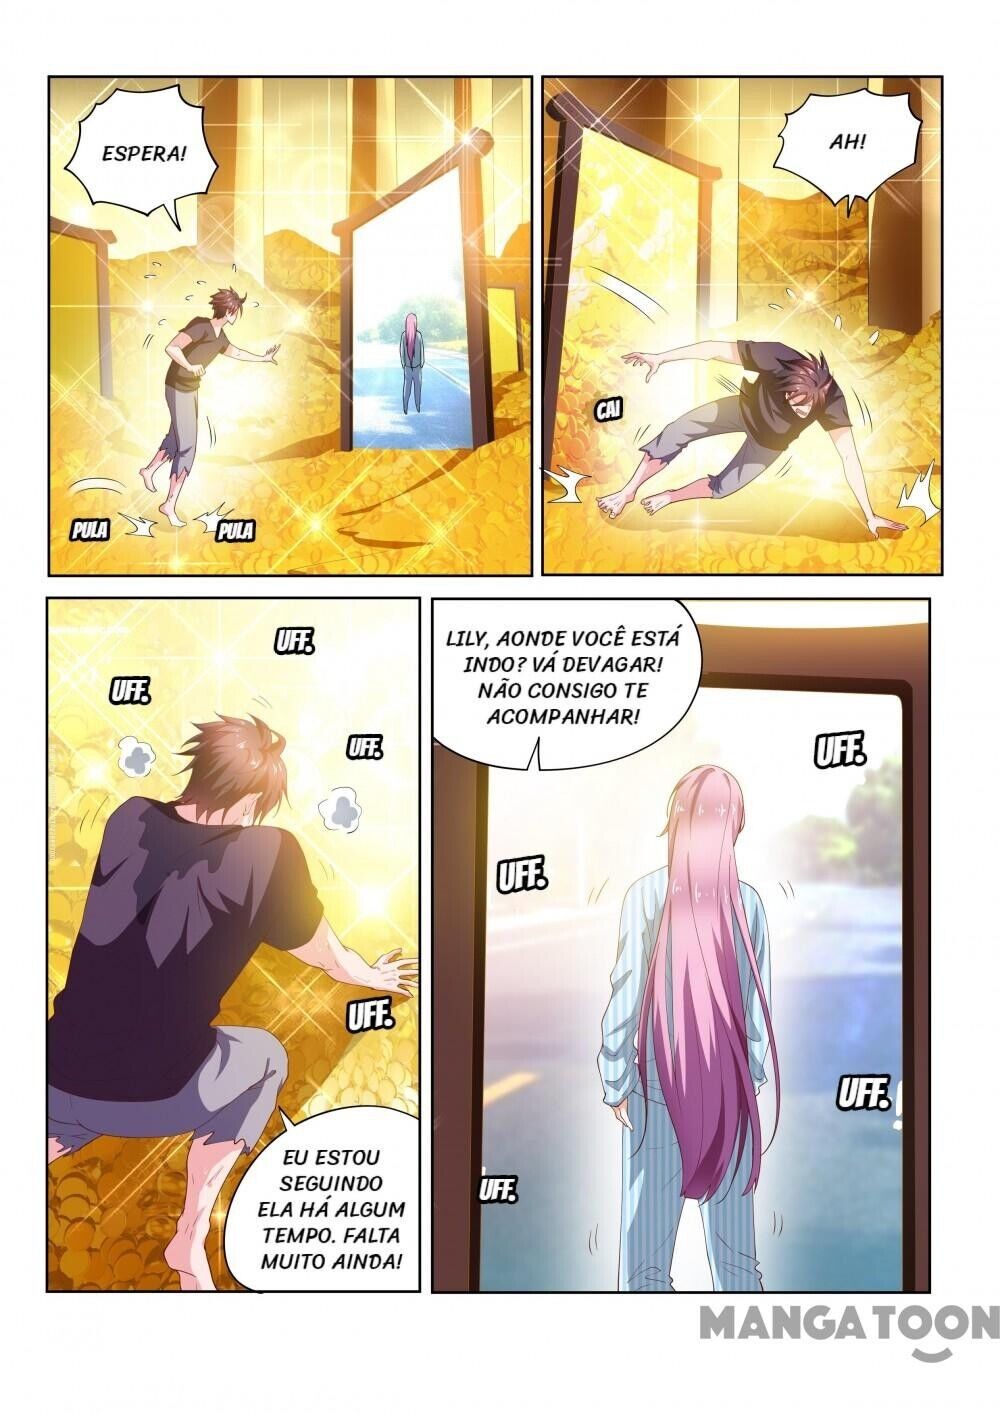 ESPERA!
PULA
PULA
AH!
CAI
UFF.
UFF.
UFF.
UFF.
EU ESTOU
SEGUINDO
ELA HÁ ALGUM
TEMPO. FALTA
MUITO AINDA!
LILY, AONDE VOCÊ ESTÁ
INDO? VÁ DEVAGAR!
NÃO CONSIGO TE
ACOMPANHAR!
UFF.
UFF.
UFF.
UFF.
MANGATOON